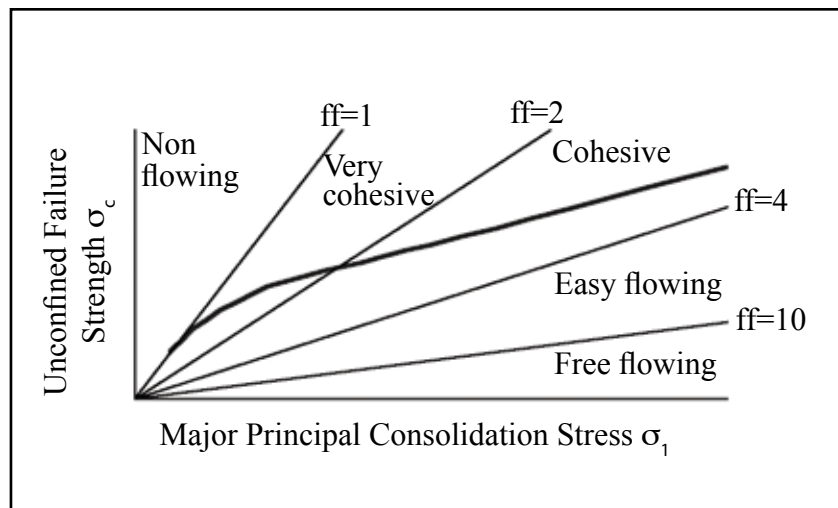 ff=1
ff=2
Non
flowing
Very
cohesive
Cohesive
ff=4
Easy flowing
ff=10
Free flowing
Unconfined Failure
Strength σc
Major Principal Consolidation Stress σ1